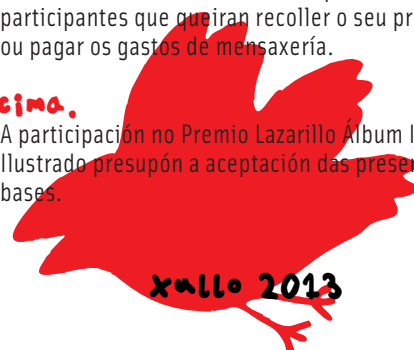 participantes que queiran recoller o seu pr
ou pagar os gastos de mensaxería.
cima.
A participación no Premio Lazarillo Álbum I
Ilustrado presupón a aceptación das preser
bases.
xullo 2013